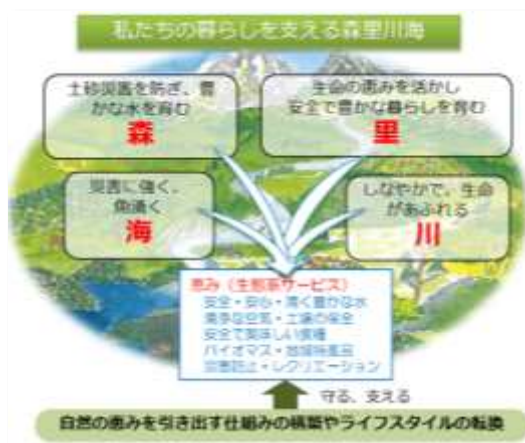 私たちの暮らしを支える森里川海
土砂災害を防ぎ、豊
かな水を育む
森
生命の恵みを活かし
安全で豊かな暮らしを育む
里
災害に強く、
魚湧く
海
しなやかで、生命
があふれる
川
恵み（生態系サービス）
安全・安心・清く豊かな水
清浄な空気・土壌の保全
安全で美味しい食糧
バイオマス・地域特産品
災害防止・レクリエーション
守る、支える
自然の恵みを引き出す仕組みの構築やライフスタイルの転換